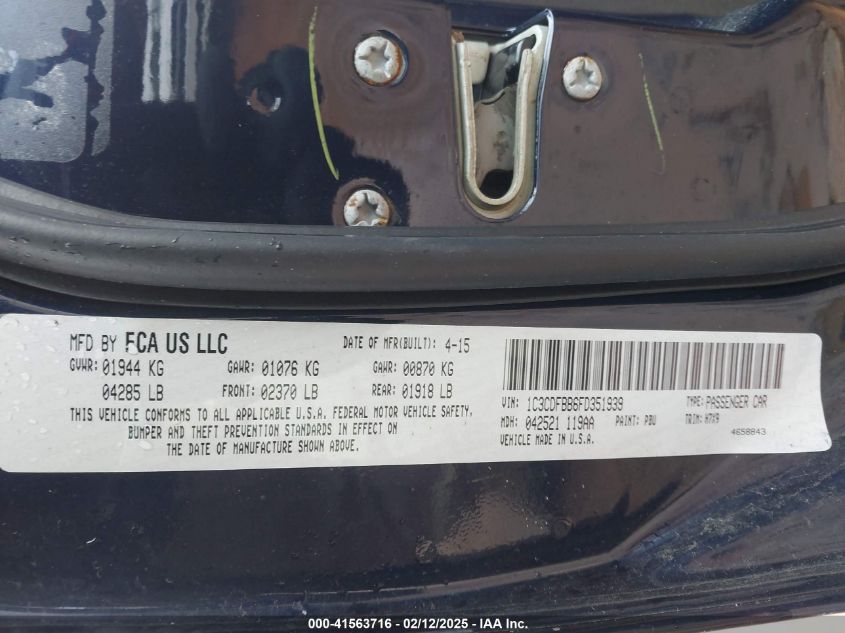 MFD BY FCA US LLC DATE OF MFR(BUILT): 4-15
GVWR: 01944 KG GAWR: 01076 KG GAWR: 00870 KG
04285 LB FRONT: 02370 LB REAR: 01918 LB
THIS VEHICLE CONFORMS TO ALL APPLICABLE U.S.A. FEDERAL MOTOR VEHICLE SAFETY,
BUMPER AND THEFT PREVENTION STANDARDS IN EFFECT ON
THE DATE OF MANUFACTURE SHOWN ABOVE.
VIN: 1C3CDFBB6FD351939 TYPE: PASSENGER CAR
MDH: 042521 119AA PAINT: PBU TRIM: H7X9
VEHICLE MADE IN U.S.A. 4658843
000-41563716 - 02/12/2025 - IAA Inc.